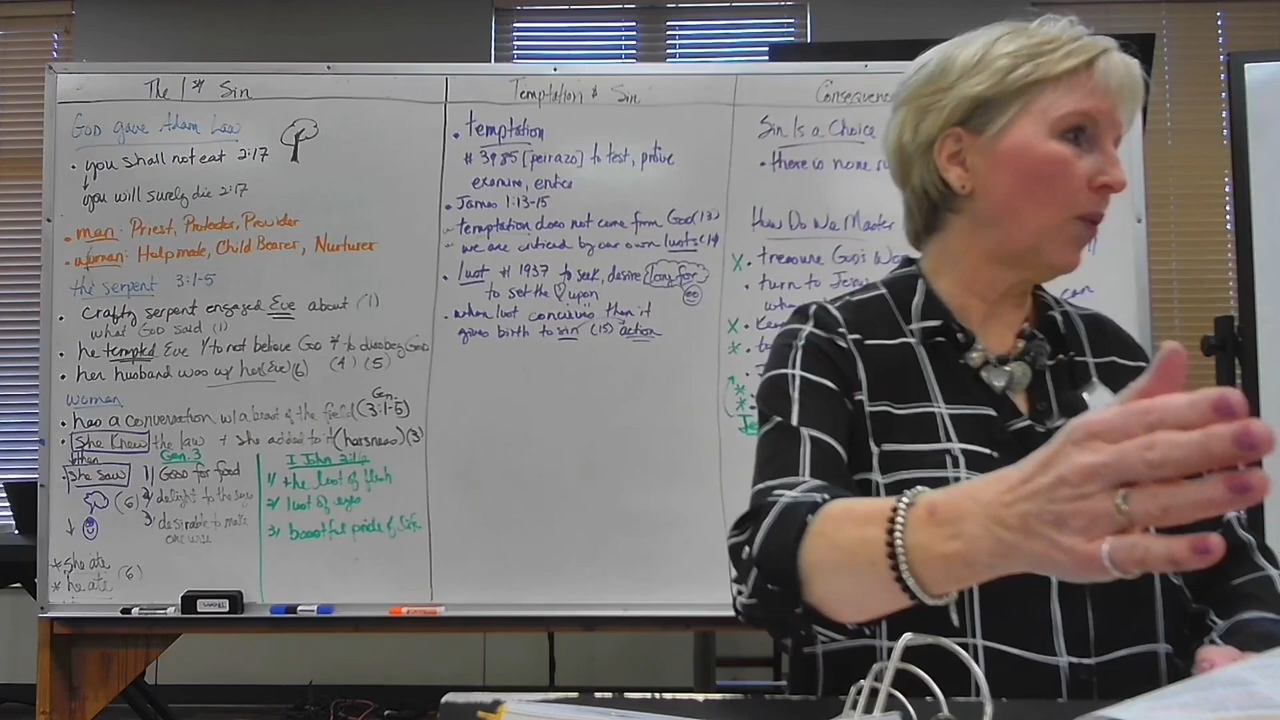 The 1st Sin
God gave Adam Law
• you shall not eat 2:17
you will surely die 2:17
• man: Priest, Protector, Provider
• woman: Helpmate, Child Bearer, Nurturer
the serpent 3:1-5
• crafty serpent engaged Eve about (1)
what God said (1)
• he tempted Eve to not believe God to disobey God
• her husband was w/ her (Eve) (6) (4) (5)
woman
• has a conversation w/ a beast of the field (3:1-5)
Gen.
• She Knew the law + she added to it (harsness) (3)
then
Gen. 3
• She Saw 1) Good for food
(6) 2) delight to the eyes
3) desirable to make
one wise
* she ate
* he ate (6)
I John 2:16
1) the lust of flesh
2) lust of eyes
3) boastful pride of life
Temptation & Sin
• temptation
# 3985 [peirazo] to test, prove
examine, entice
• James 1:13-15
temptation does not come from God (13)
we are enticed by our own lusts (14)
• lust # 1937 to seek, desire long for
to set the upon
• when lust conceives then it
gives birth to sin (15) action
Consequenc
Sin Is a Choice
• there is none
How Do We Master
x • treasure God's Wo
• turn to Jesus
can